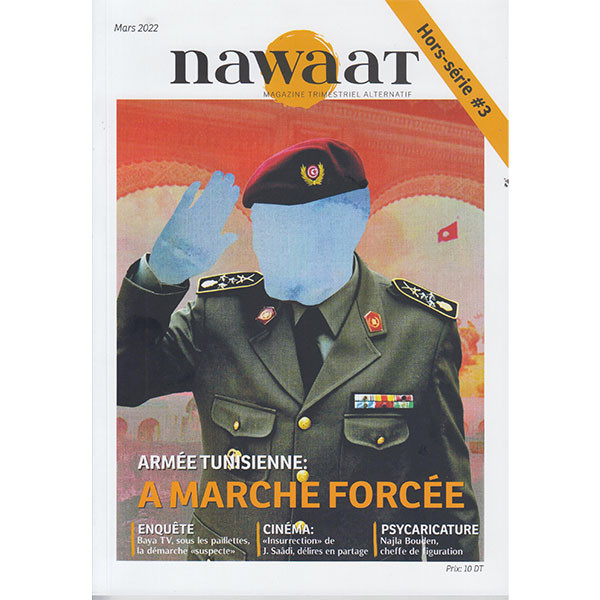 Mars 2022
nawaat
MAGAZINE TRIMESTRIEL ALTERNATIF
Hors-série #3
ARMÉE TUNISIENNE:
A MARCHE FORCÉE
ENQUÊTE
Baya TV, sous les paillettes,
la démarche «suspecte»
CINÉMA:
«Insurrection» de
J. Saâdi, délires en partage
PSYCARICATURE
Najla Bouden,
cheffe de figuration
Prix: 10 DT